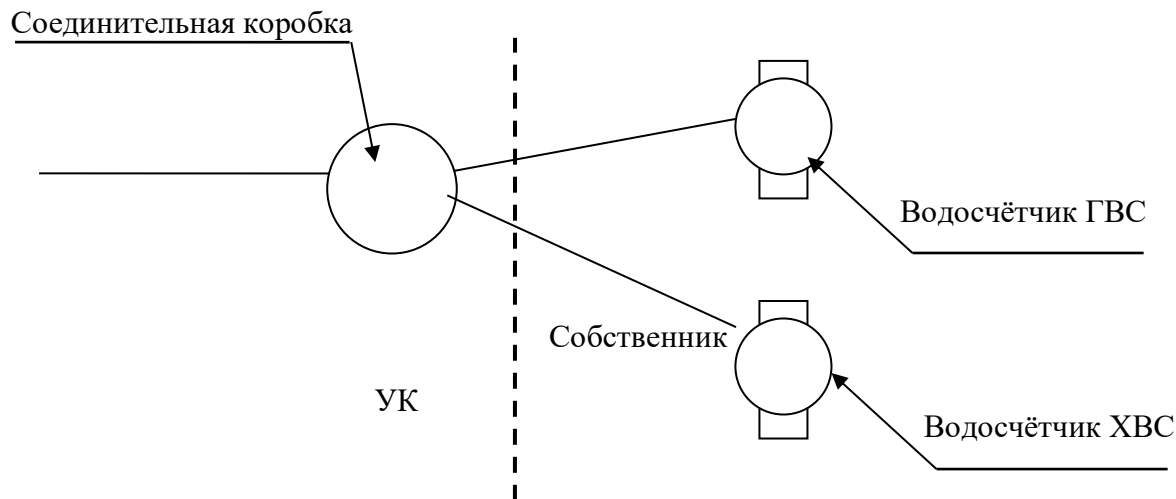 Соединительная коробка
Водосчётчик ГВС
Собственник
УК
Водосчётчик ХВС